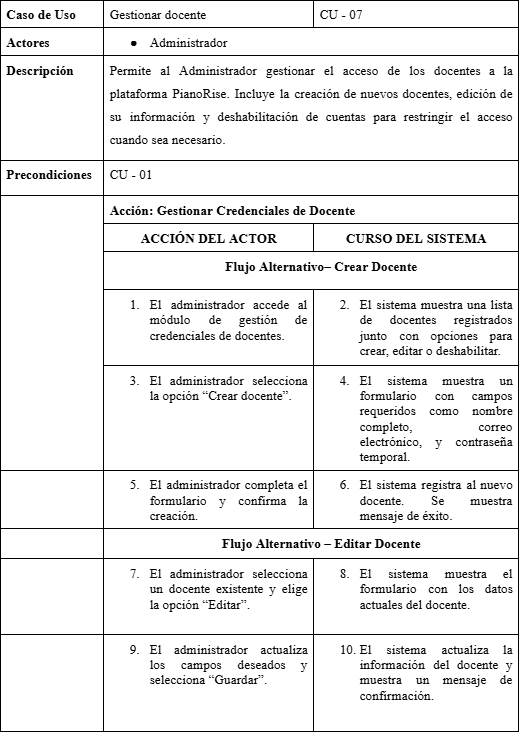 Caso de Uso Gestionar docente CU - 07
Actores ● Administrador
Descripción Permite al Administrador gestionar el acceso de los docentes a la
plataforma PianoRise. Incluye la creación de nuevos docentes, edición de
su información y deshabilitación de cuentas para restringir el acceso
cuando sea necesario.
Precondiciones CU - 01
Acción: Gestionar Credenciales de Docente
ACCIÓN DEL ACTOR CURSO DEL SISTEMA
Flujo Alternativo– Crear Docente
1. El administrador accede al
módulo de gestión de
credenciales de docentes.
2. El sistema muestra una lista
de docentes registrados
junto con opciones para
crear, editar o deshabilitar.
3. El administrador selecciona
la opción “Crear docente”.
4. El sistema muestra un
formulario con campos
requeridos como nombre
completo, correo
electrónico, y contraseña
temporal.
5. El administrador completa el
formulario y confirma la
creación.
6. El sistema registra al nuevo
docente. Se muestra
mensaje de éxito.
Flujo Alternativo – Editar Docente
7. El administrador selecciona
un docente existente y elige
la opción “Editar”.
8. El sistema muestra el
formulario con los datos
actuales del docente.
9. El administrador actualiza
los campos deseados y
selecciona “Guardar”.
10. El sistema actualiza la
información del docente y
muestra un mensaje de
confirmación.